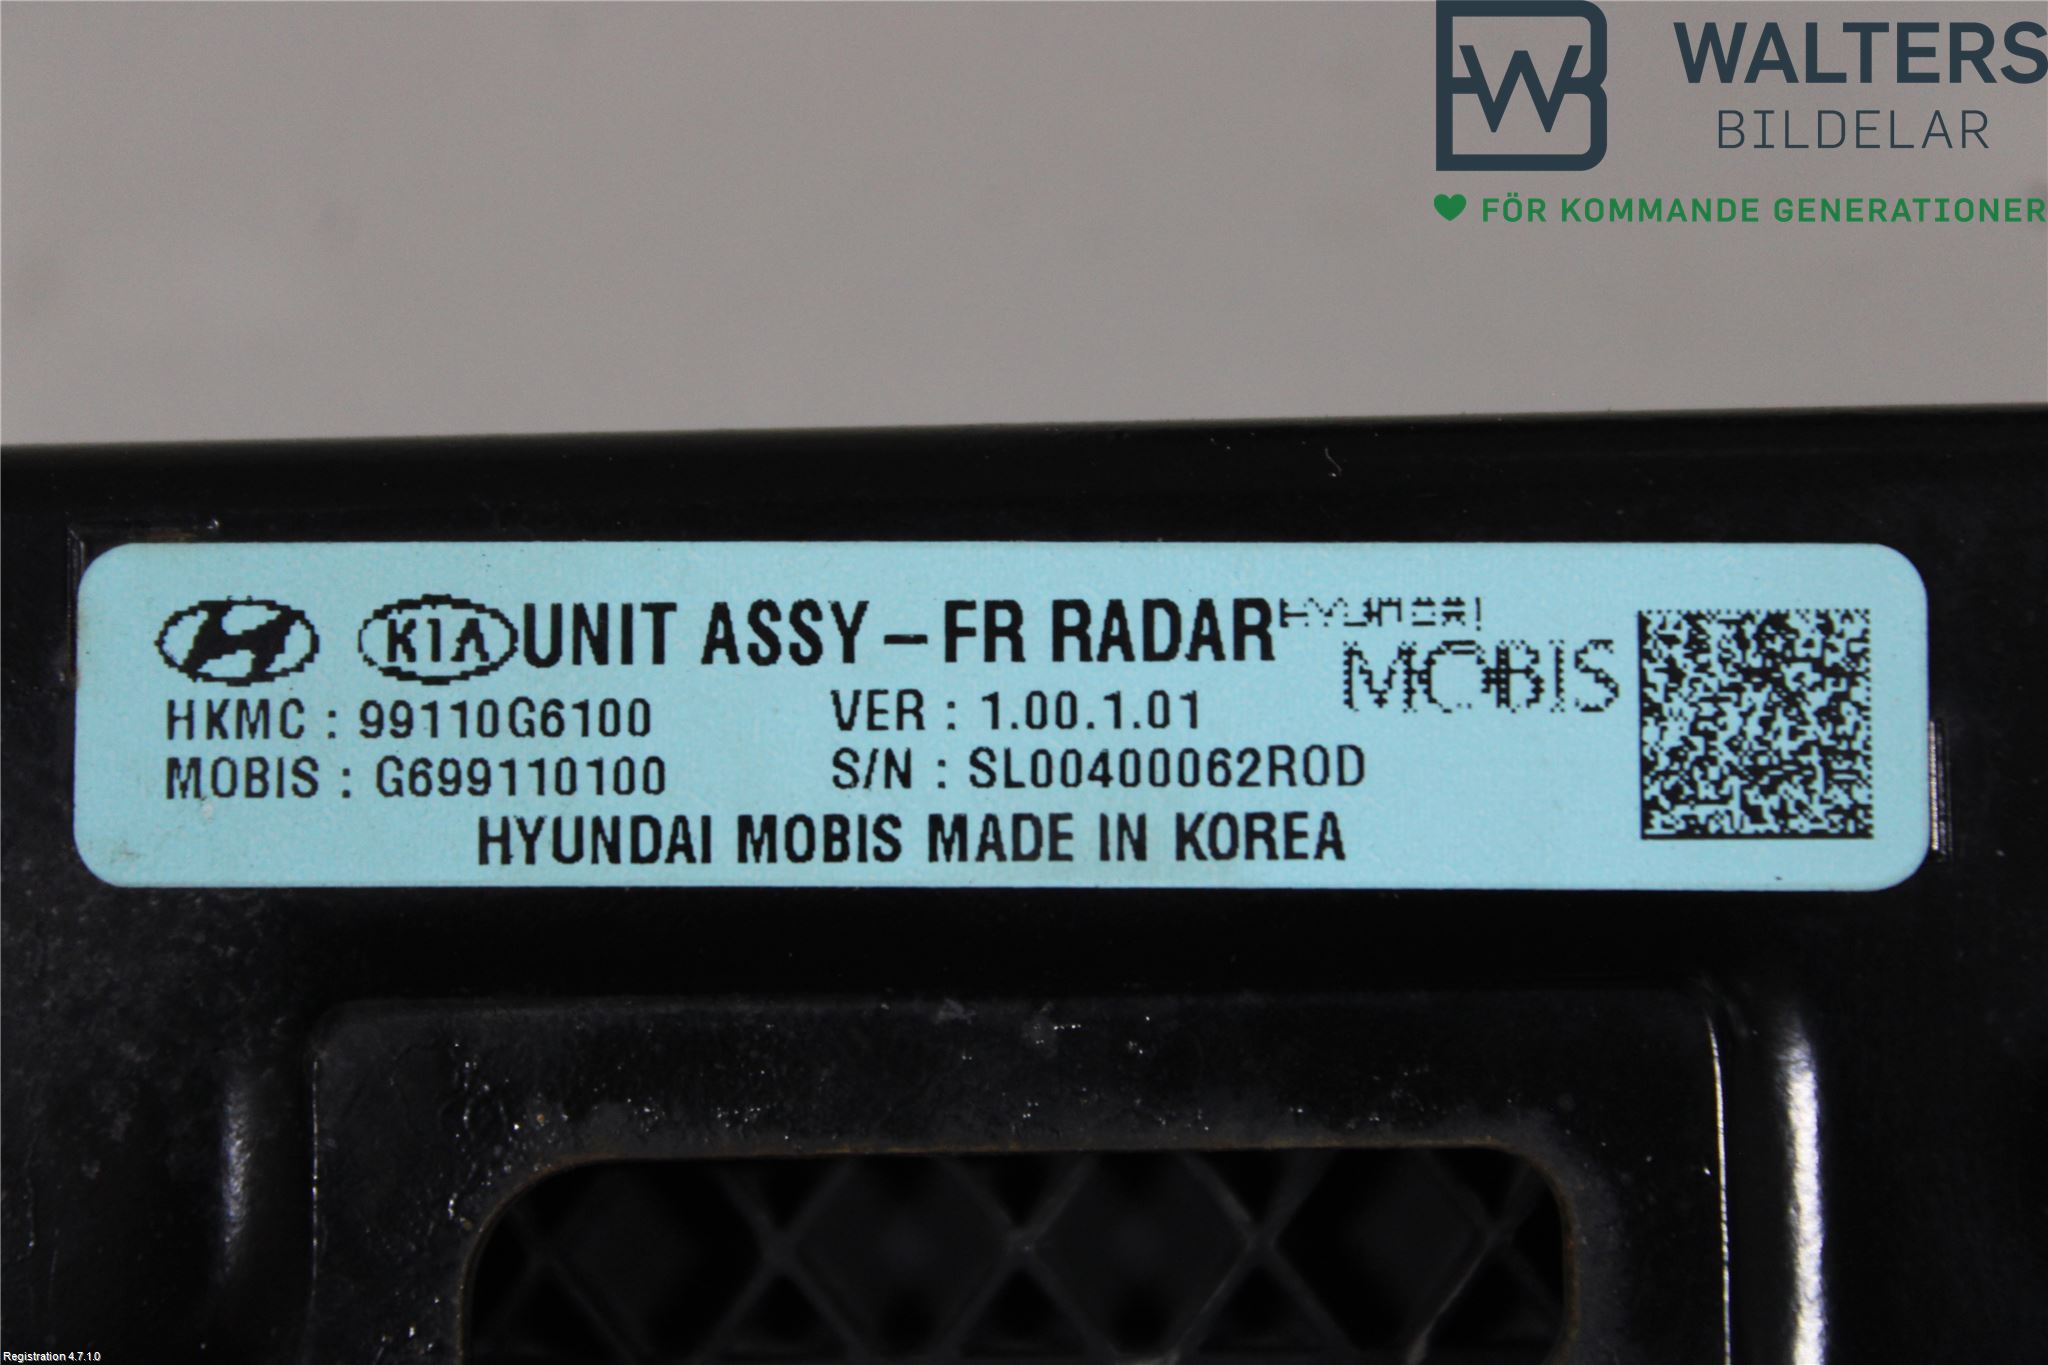 WALTERS
BILDELAR
FÖR KOMMANDE GENERATIONER
KIA UNIT ASSY – FR RADAR HYUNDAI
MOBIS
HKMC : 99110G6100 VER : 1.00.1.01
MOBIS : G699110100 S/N : SL00400062R0D
HYUNDAI MOBIS MADE IN KOREA
Registration 4.7.1.0